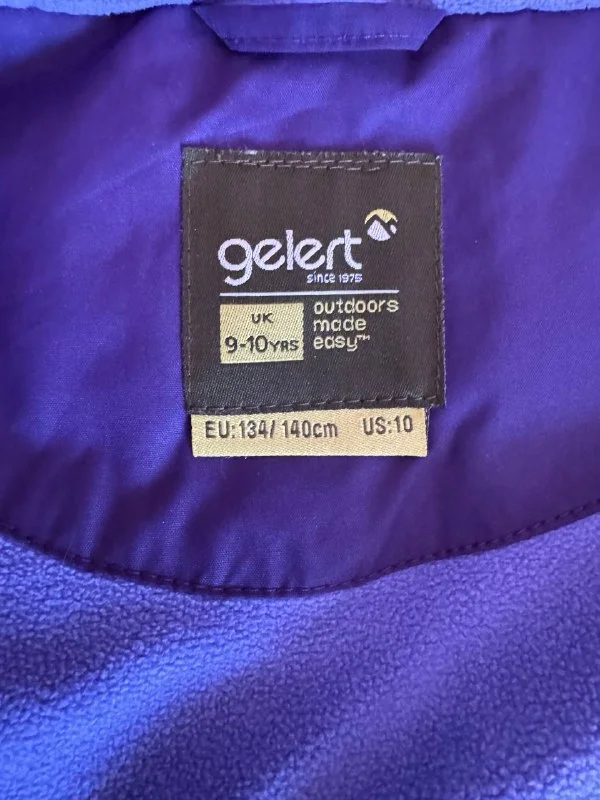 gelert
since 1975
UK
9-10YRS
outdoors
made
easy™
EU:134/ 140cm US:10